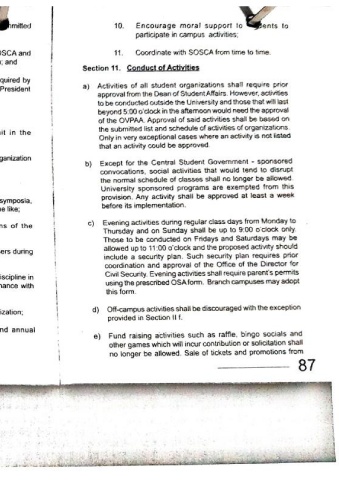 mmitted
OSCA and
; and
quired by
President
it in the
ganization
symposia,
e like;
ns of the
ers during
iscipline in
nance with
ization;
nd annual
10. Encourage moral support to dents to
participate in campus activities;
11. Coordinate with SOSCA from time to time.
Section 11. Conduct of Activities
a) Activities of all student organizations shall require prior
approval from the Dean of Student Affairs. However, activities
to be conducted outside the University and those that will last
beyond 5:00 o'clock in the afternoon would need the approval
of the OVPAA. Approval of said activities shall be based on
the submitted list and schedule of activities of organizations.
Only in very exceptional cases where an activity is not listed
that an activity could be approved.
b) Except for the Central Student Government - sponsored
convocations, social activities that would tend to disrupt
the normal schedule of classes shall no longer be allowed.
University sponsored programs are exempted from this
provision. Any activity shall be approved at least a week
before its implementation.
c) Evening activities during regular class days from Monday to
Thursday and on Sunday shall be up to 9:00 o'clock only.
Those to be conducted on Fridays and Saturdays may be
allowed up to 11:00 o'clock and the proposed activity should
include a security plan. Such security plan requires prior
coordination and approval of the Office of the Director for
Civil Security. Evening activities shall require parent's permits
using the prescribed OSA form. Branch campuses may adopt
this form.
d) Off-campus activities shall be discouraged with the exception
provided in Section II f.
e) Fund raising activities such as raffle, bingo socials and
other games which will incur contribution or solicitation shall
no longer be allowed. Sale of tickets and promotions from
87